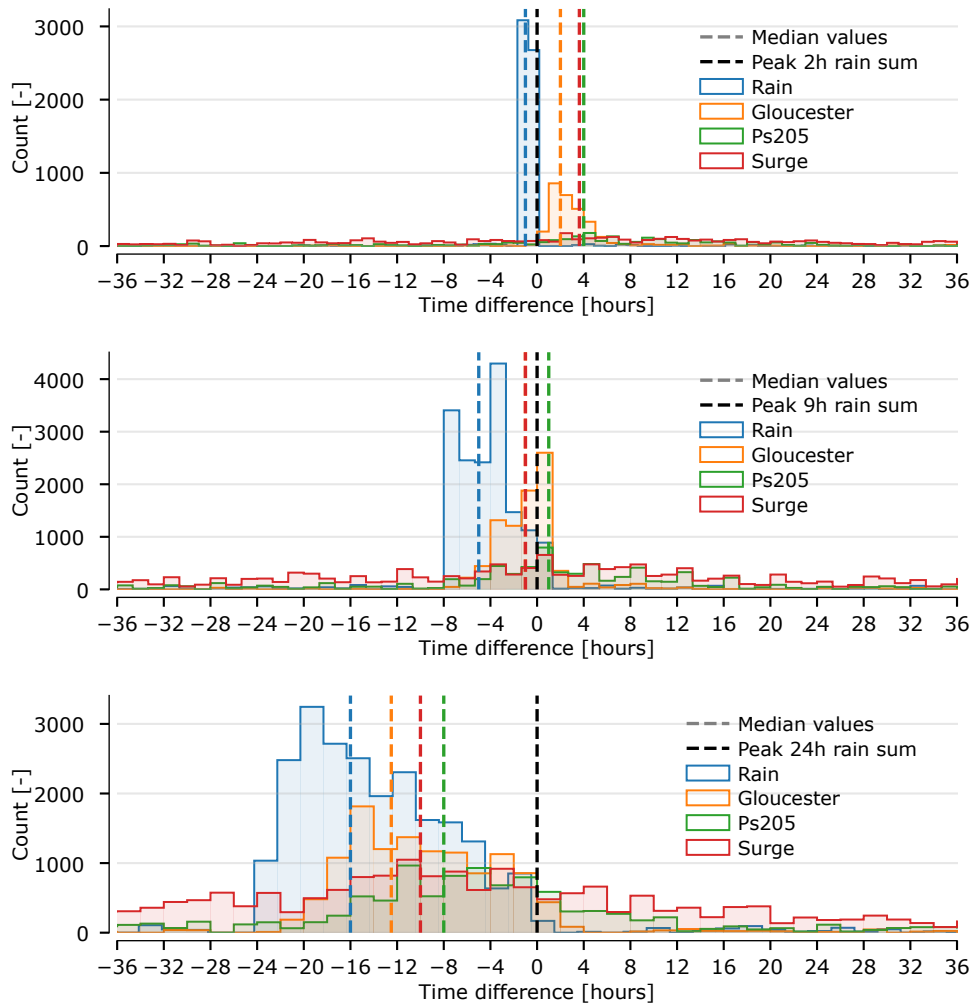 3000
2000
1000
0
Count [-]
Median values
Peak 2h rain sum
Rain
Gloucester
Ps205
Surge
−36 −32 −28 −24 −20 −16 −12 −8 −4 0 4 8 12 16 20 24 28 32 36
Time difference [hours]
4000
3000
2000
1000
0
Count [-]
Median values
Peak 9h rain sum
Rain
Gloucester
Ps205
Surge
−36 −32 −28 −24 −20 −16 −12 −8 −4 0 4 8 12 16 20 24 28 32 36
Time difference [hours]
3000
2000
1000
0
Count [-]
Median values
Peak 24h rain sum
Rain
Gloucester
Ps205
Surge
−36 −32 −28 −24 −20 −16 −12 −8 −4 0 4 8 12 16 20 24 28 32 36
Time difference [hours]